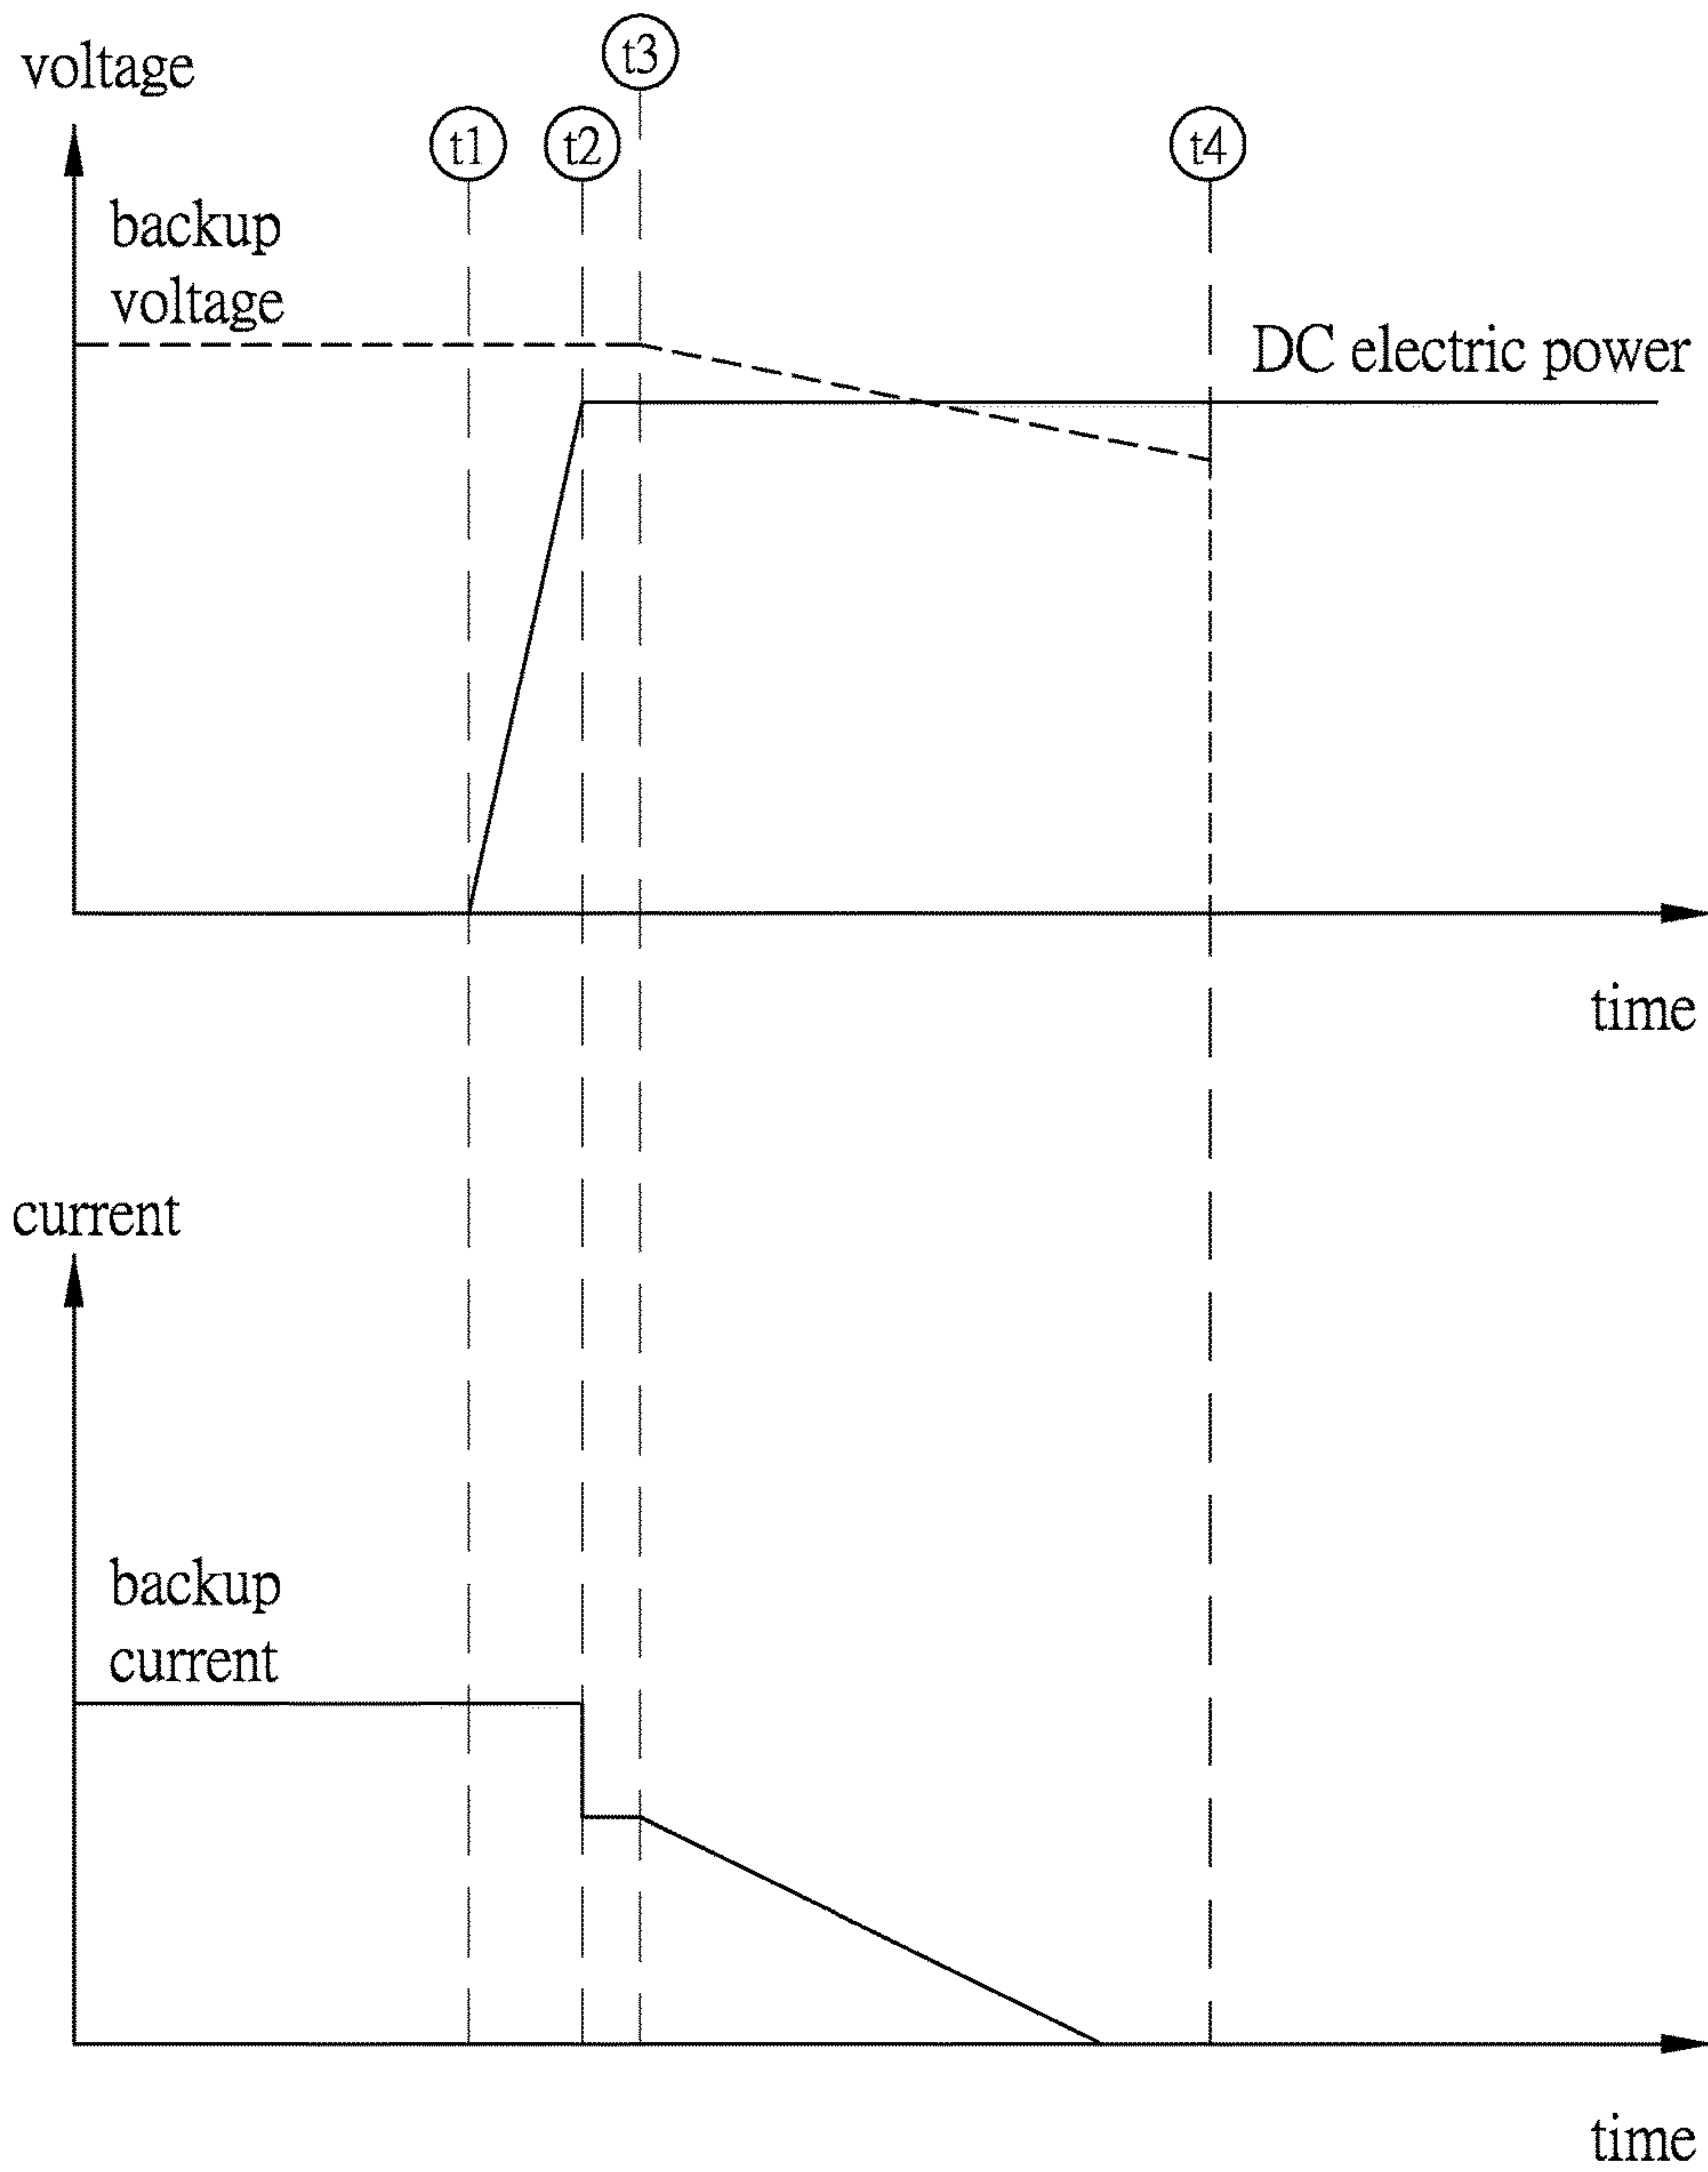 t3
voltage
t1
t2
t4
backup
voltage
DC electric power
time
current
backup
current
time